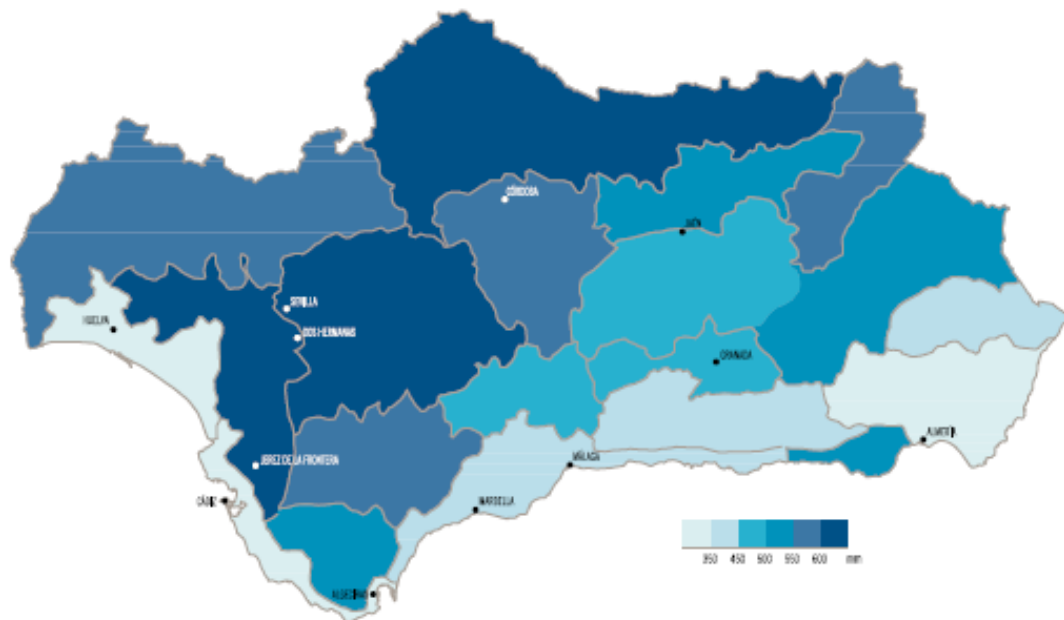 CÓRDOBA
JAÉN
SEVILLA
HUELVA
DOS HERMANAS
GRANADA
ALMERÍA
JEREZ DE LA FRONTERA
MÁLAGA
CÁDIZ
MARBELLA
350 450 500 550 600 mm
ALGECIRAS